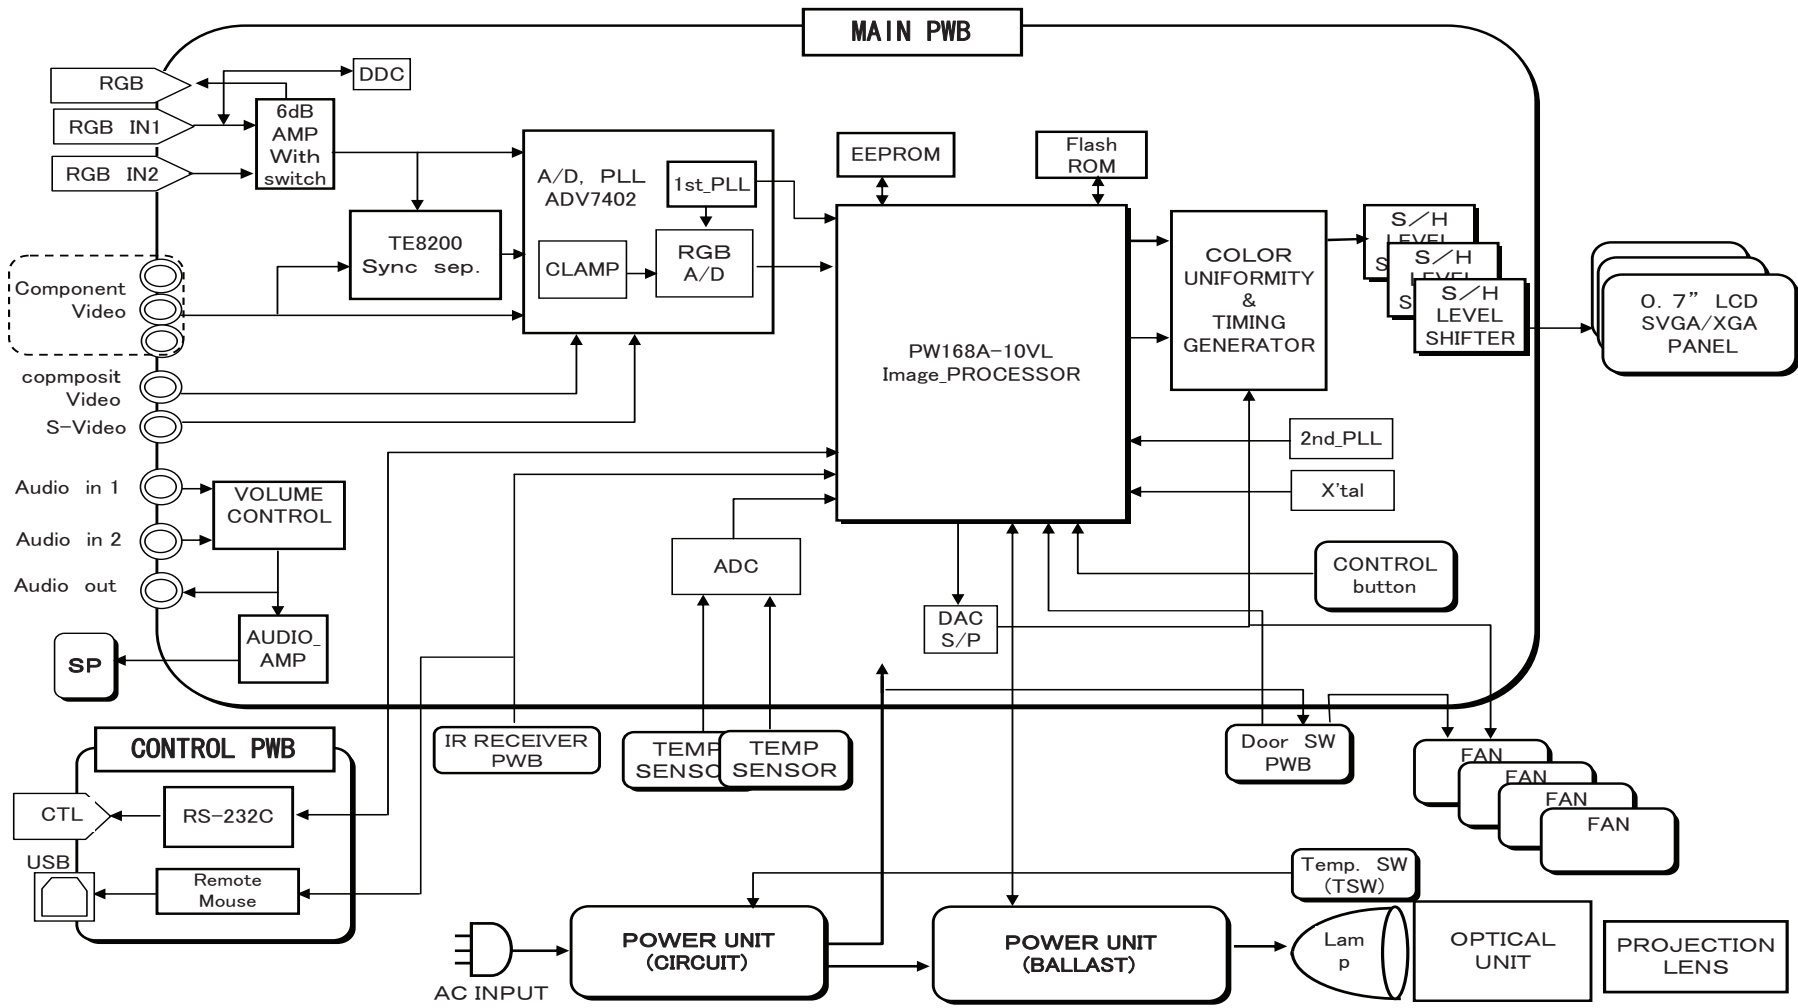 MAIN PWB
RGB
DDC
RGB IN1
6dB
AMP
With
switch
RGB IN2
A/D, PLL
ADV7402
1st_PLL
EEPROM
Flash
ROM
TE8200
Sync sep.
CLAMP
RGB
A/D
Component
Video
COLOR
UNIFORMITY
&
TIMING
GENERATOR
S/H
LEVEL
S
S/H
LEVEL
S
S/H
LEVEL
SHIFTER
0. 7” LCD
SVGA/XGA
PANEL
PW168A-10VL
Image_PROCESSOR
copmposit
Video
S-Video
2nd_PLL
X'tal
Audio in 1
VOLUME
CONTROL
Audio in 2
Audio out
ADC
CONTROL
button
DAC
S/P
AUDIO_
AMP
SP
CONTROL PWB
IR RECEIVER
PWB
TEMP
SENSO
TEMP
SENSOR
Door SW
PWB
FAN
FAN
FAN
FAN
CTL
RS-232C
USB
Remote
Mouse
Temp. SW
(TSW)
POWER UNIT
(CIRCUIT)
POWER UNIT
(BALLAST)
Lam
p
OPTICAL
UNIT
PROJECTION
LENS
AC INPUT